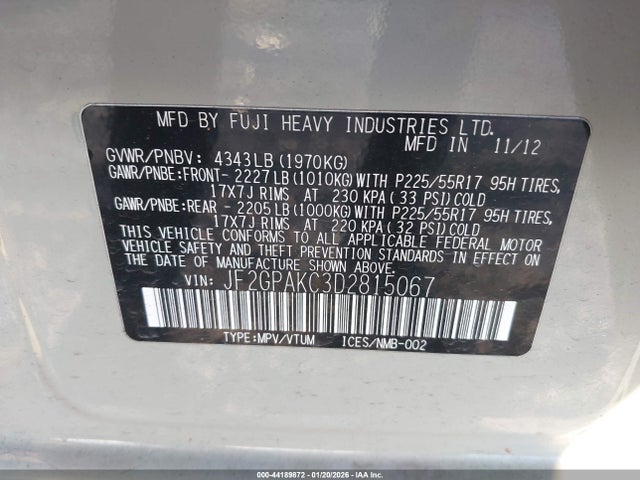 MFD BY FUJI HEAVY INDUSTRIES LTD.
MFD IN 11/12
GVWR/PNBV: 4343LB(1970KG)
GAWR/PNBE:FRONT-2227LB(1010KG)WITH P225/55R17 95H TIRES,
17X7J RIMS AT 230 KPA(33 PSI)COLD
GAWR/PNBE:REAR -2205LB(1000KG)WITH P225/55R17 95H TIRES,
17X7J RIMS AT 220 KPA(32 PSI)COLD
THIS VEHICLE CONFORMS TO ALL APPLICABLE FEDERAL MOTOR
VEHICLE SAFETY AND THEFT PREVENTION STANDARDS IN EFFECT
ON THE DATE OF MANUFACTURE SHOWN ABOVE.
VIN: JF2GPAKC3D2815067
TYPE:MPV/VTUM ICES/NMB-002
000-44189872 - 01/20/2026 - IAA Inc.